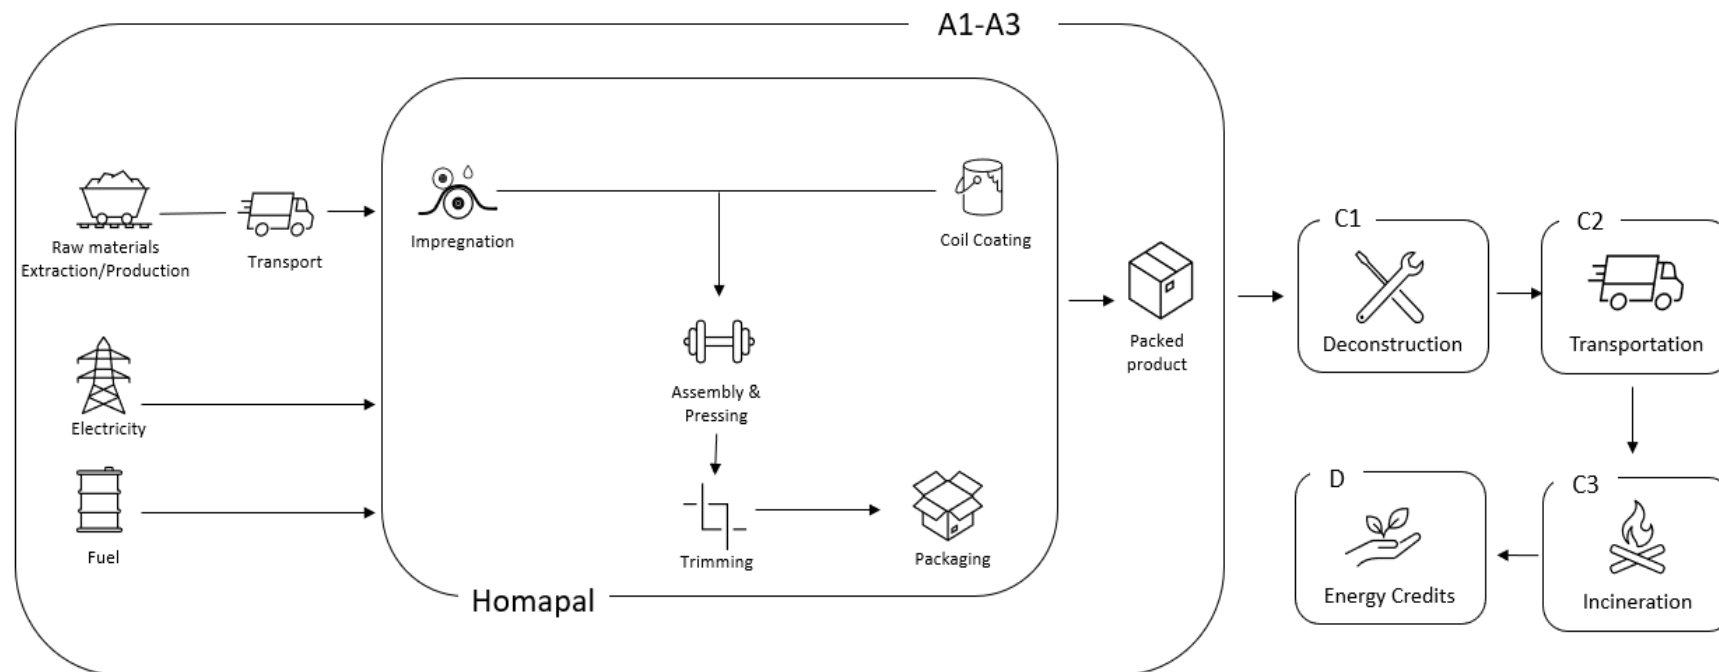 A1-A3
Raw materials
Extraction/Production
Transport
Impregnation
Coil Coating
Electricity
Fuel
Assembly &
Pressing
Trimming
Packaging
Homapal
Packed
product
C1
Deconstruction
C2
Transportation
D
Energy Credits
C3
Incineration